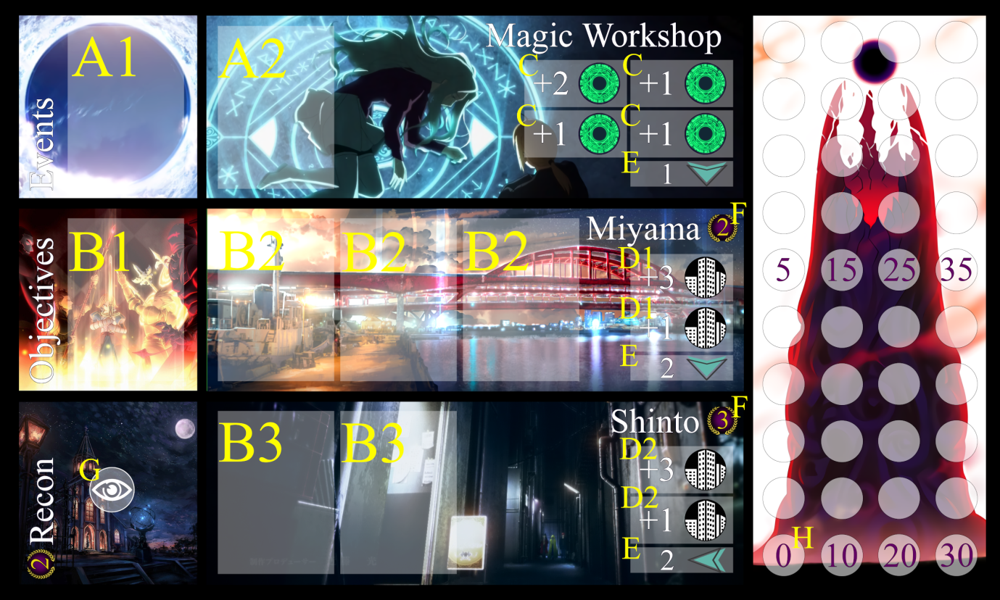 A1
Events
A2
Magic Workshop
C
+2
C
+1
C
+1
C
+1
E
1
B1
Objectives
B2
B2
B2
Miyama
2
F
D1
+3
D1
+1
E
2
G
Recon
2
B3
B3
Shinto
3
F
D2
+3
D2
+1
E
2
5
15
25
35
H
0
10
20
30